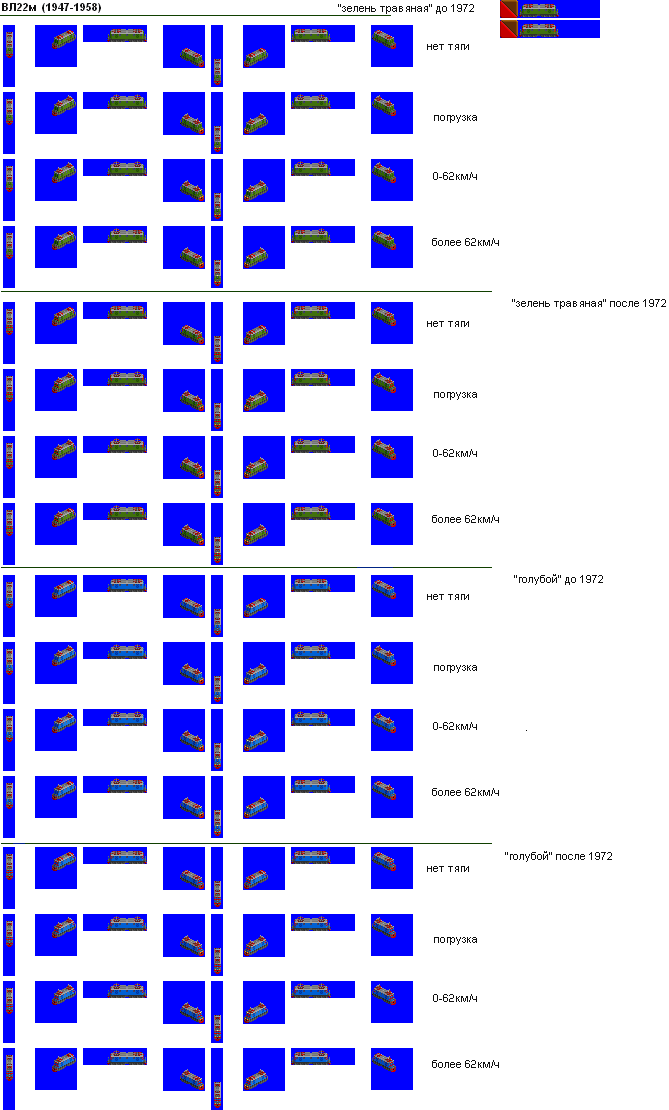 ВЛ22м (1947-1958)
"зелень травяная" до 1972
нет тяги
погрузка
0-62км/ч
более 62км/ч
"зелень травяная" после 1972
нет тяги
погрузка
0-62км/ч
более 62км/ч
"голубой" до 1972
нет тяги
погрузка
0-62км/ч
более 62км/ч
"голубой" после 1972
нет тяги
погрузка
0-62км/ч
более 62км/ч